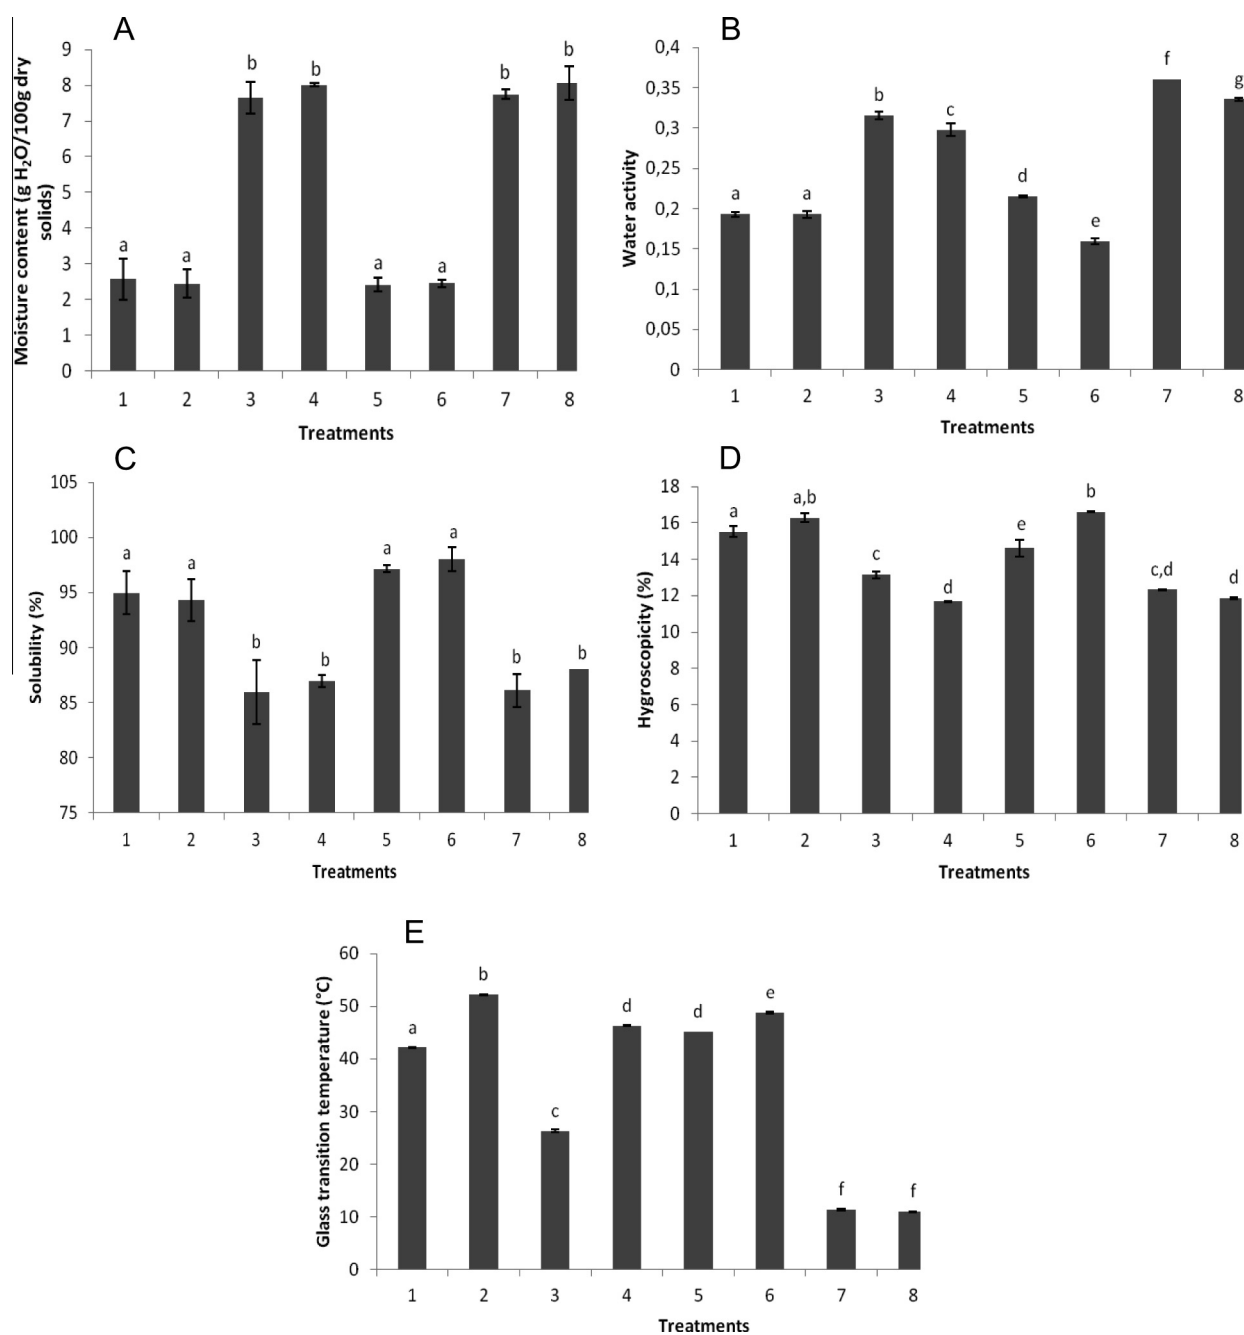 A
Moisture content (g H₂O/100g dry
solids)
9
8
7
6
5
4
3
2
1
0
a a b b a a b b
1 2 3 4 5 6 7 8
Treatments
B
Water activity
0,4
0,35
0,3
0,25
0,2
0,15
0,1
0,05
0
a a b c d e f g
1 2 3 4 5 6 7 8
Treatments
C
Solubility (%)
105
100
95
90
85
80
75
a a b b a a b b
1 2 3 4 5 6 7 8
Treatments
D
Hygroscopicity (%)
18
16
14
12
10
8
6
4
2
0
a a,b c d e b c,d d
1 2 3 4 5 6 7 8
Treatments
E
Glass transition temperature (°C)
60
50
40
30
20
10
0
a b c d d e f f
1 2 3 4 5 6 7 8
Treatments